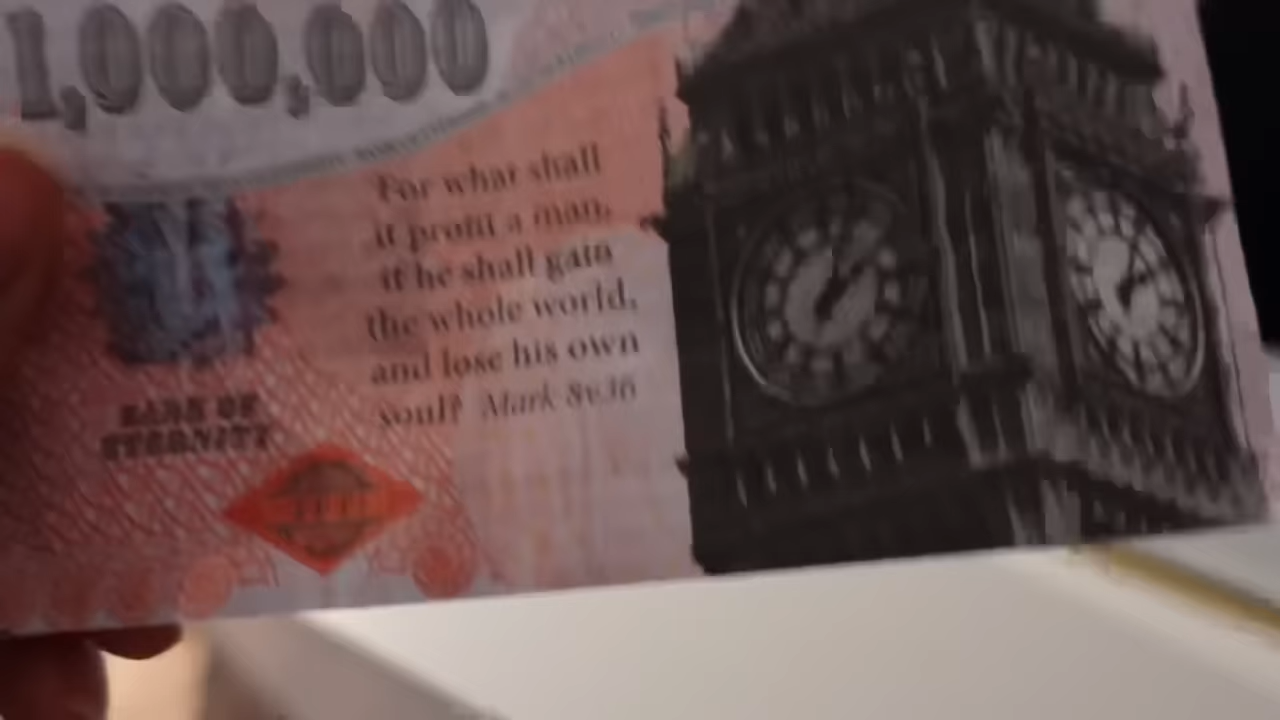 1,000,000
For what shall
it profit a man,
if he shall gain
the whole world,
and lose his own
soul? Mark 8v36
BANK OF
ETERNITY